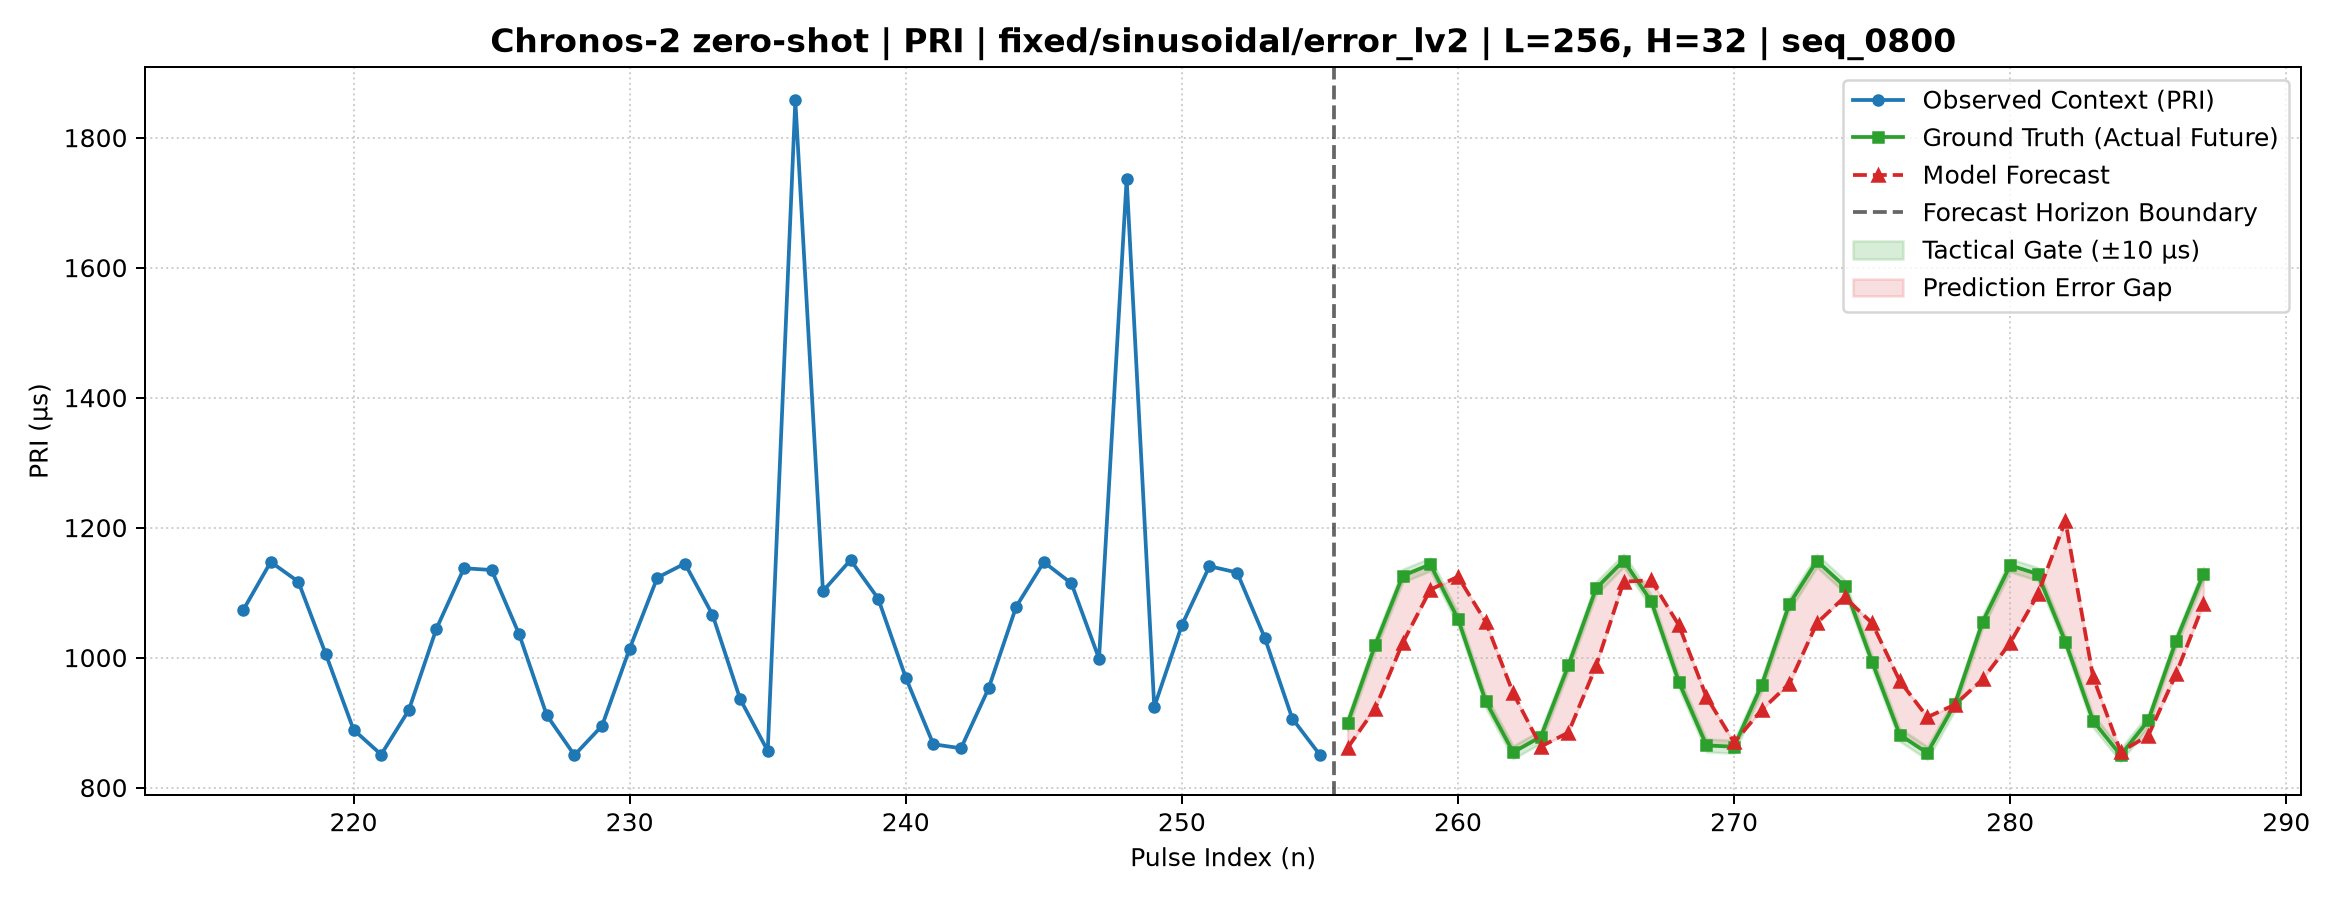 Chronos-2 zero-shot | PRI | fixed/sinusoidal/error_lv2 | L=256, H=32 | seq_0800
Observed Context (PRI)
Ground Truth (Actual Future)
Model Forecast
Forecast Horizon Boundary
Tactical Gate (±10 µs)
Prediction Error Gap
PRI (µs)
1800
1600
1400
1200
1000
800
220 230 240 250 260 270 280 290
Pulse Index (n)